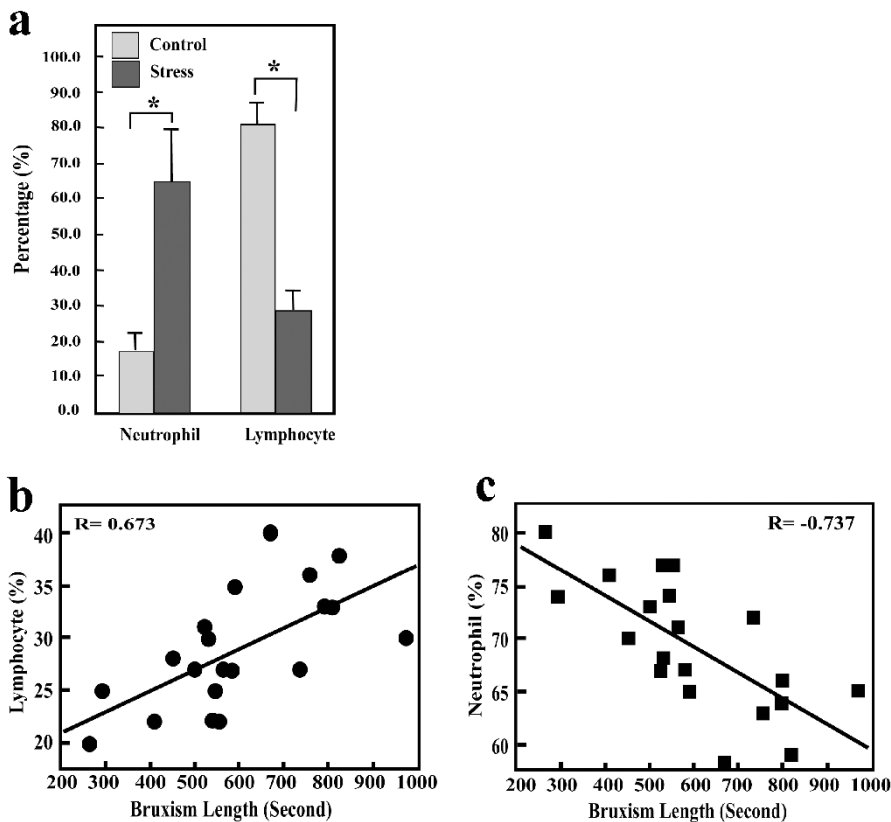 a
Control
Stress
*
*
100.0
90.0
80.0
70.0
60.0
50.0
40.0
30.0
20.0
10.0
0.0
Percentage (%)
Neutrophil Lymphocyte
b
R= 0.673
40
35
30
25
20
Lymphocyte (%)
200 300 400 500 600 700 800 900 1000
Bruxism Length (Second)
c
R= -0.737
80
75
70
65
60
Neutrophil (%)
200 300 400 500 600 700 800 900 1000
Bruxism Length (Second)